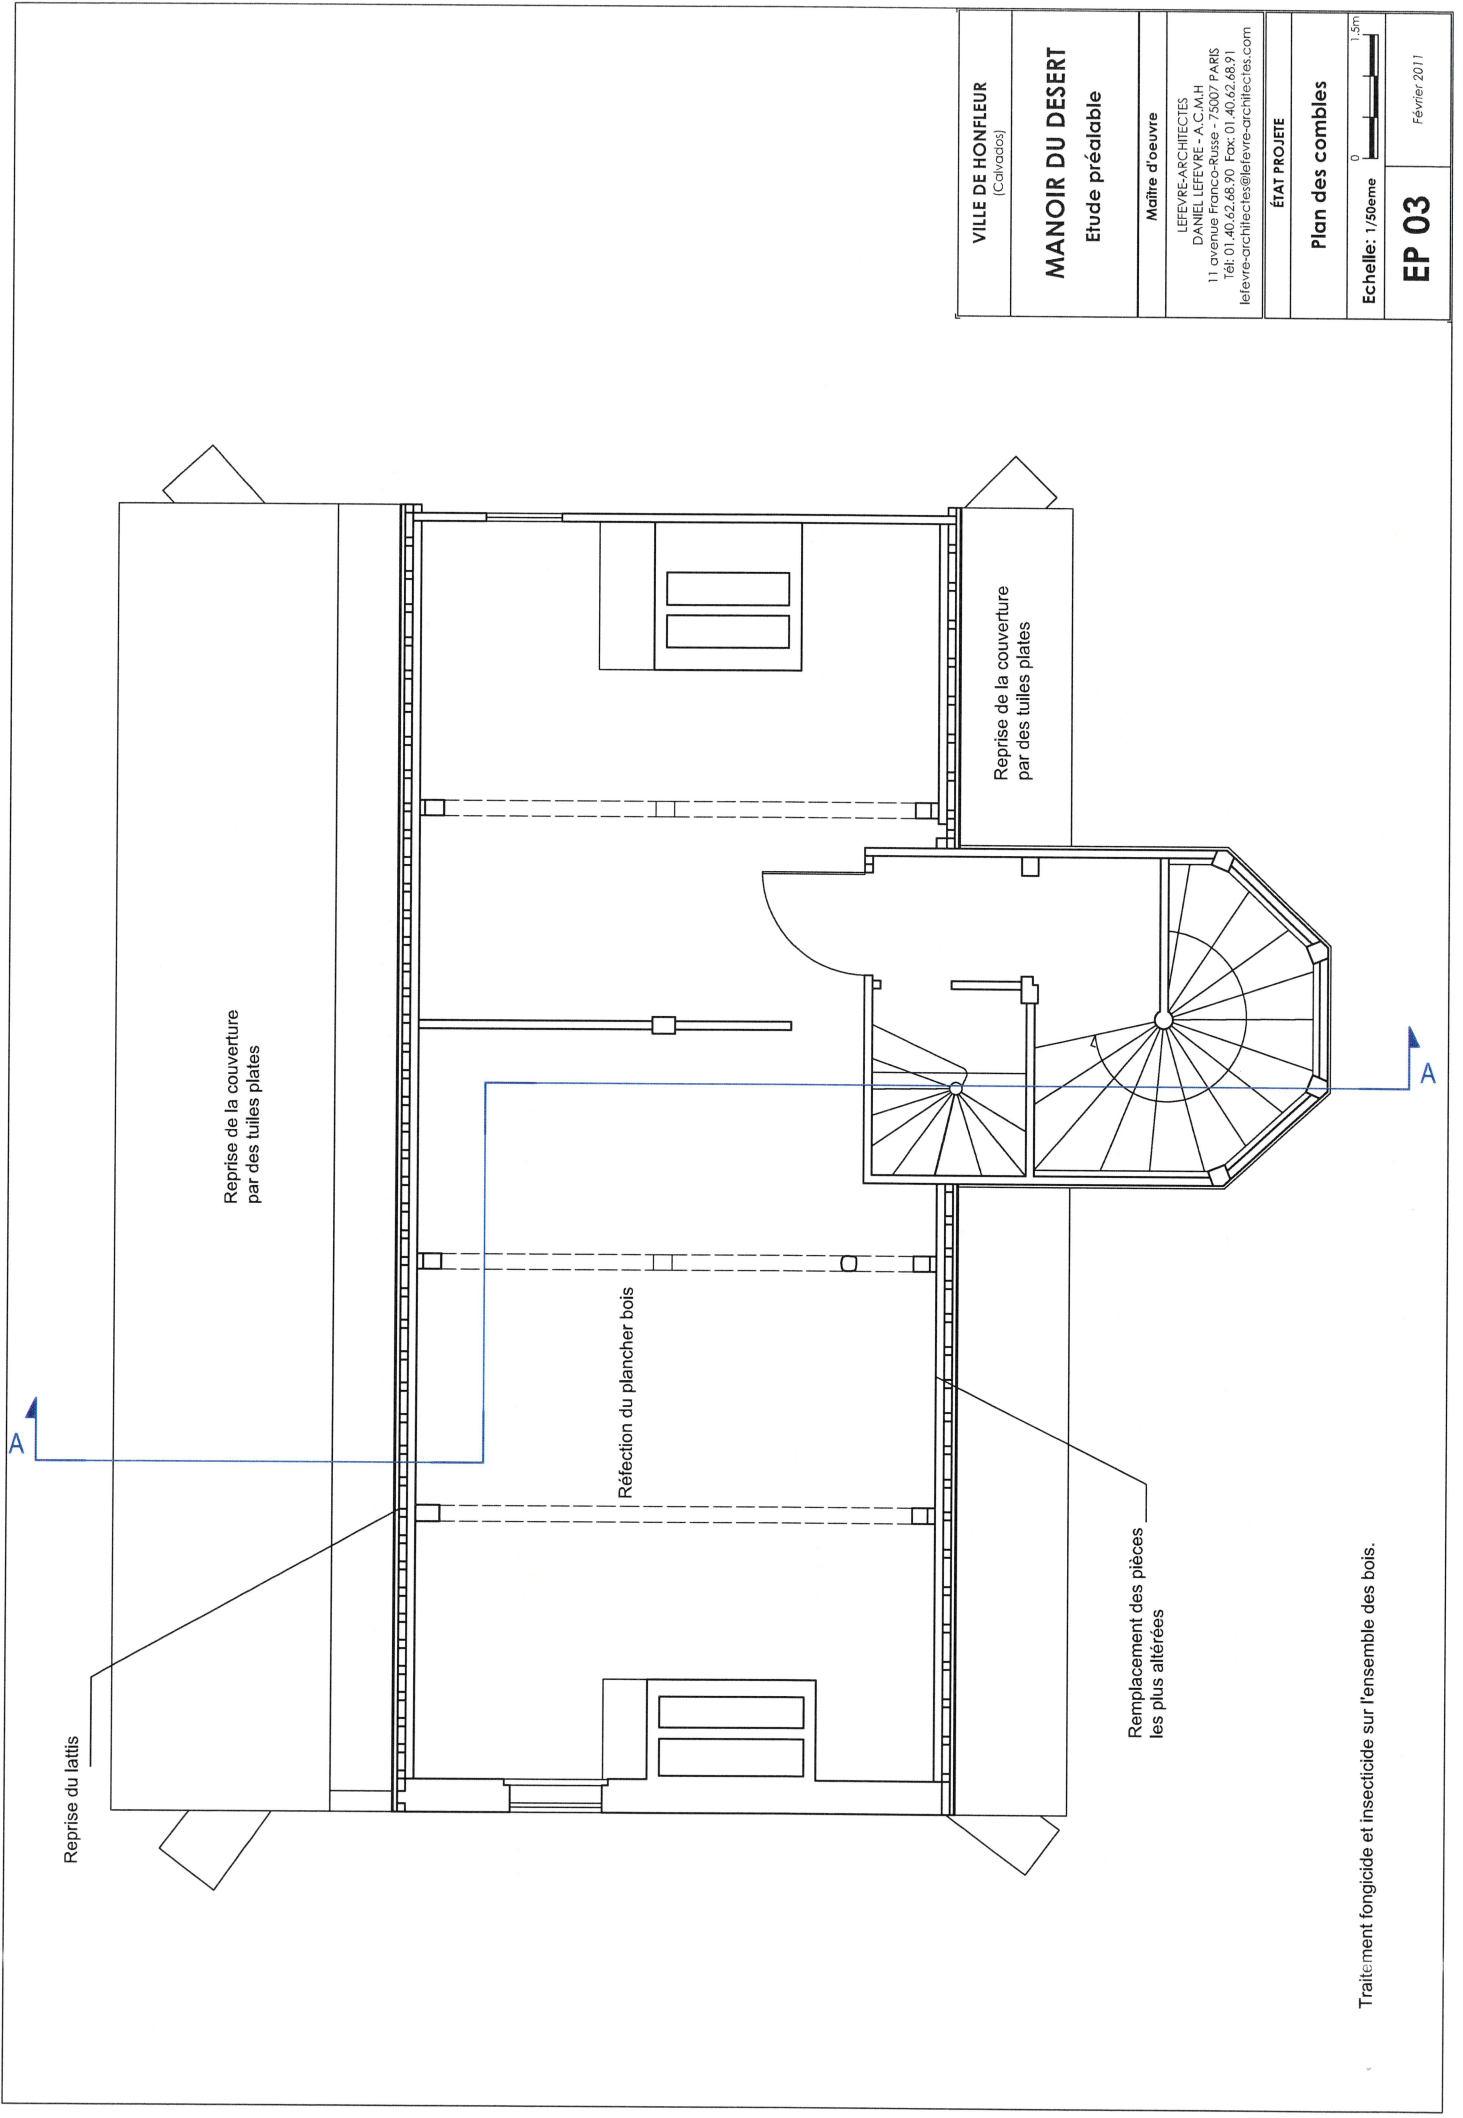 Reprise du lattis
Reprise de la couverture
par des tuiles plates
A
Réfection du plancher bois
Reprise de la couverture
par des tuiles plates
Remplacement des pièces
les plus altérées
A
Traitement fongicide et insecticide sur l'ensemble des bois.
VILLE DE HONFLEUR
(Calvados)
MANOIR DU DESERT
Etude préalable
Maître d'oeuvre
LEFEVRE-ARCHITECTES
DANIEL LEFEVRE - A.C.M.H
11 avenue Franco-Russe - 75007 PARIS
Tél: 01.40.62.68.90 Fax: 01.40.62.68.91
lefevre-architectes@lefevre-architectes.com
ÉTAT PROJETE
Plan des combles
Echelle: 1/50eme
0 1.5m
EP 03
Février 2011